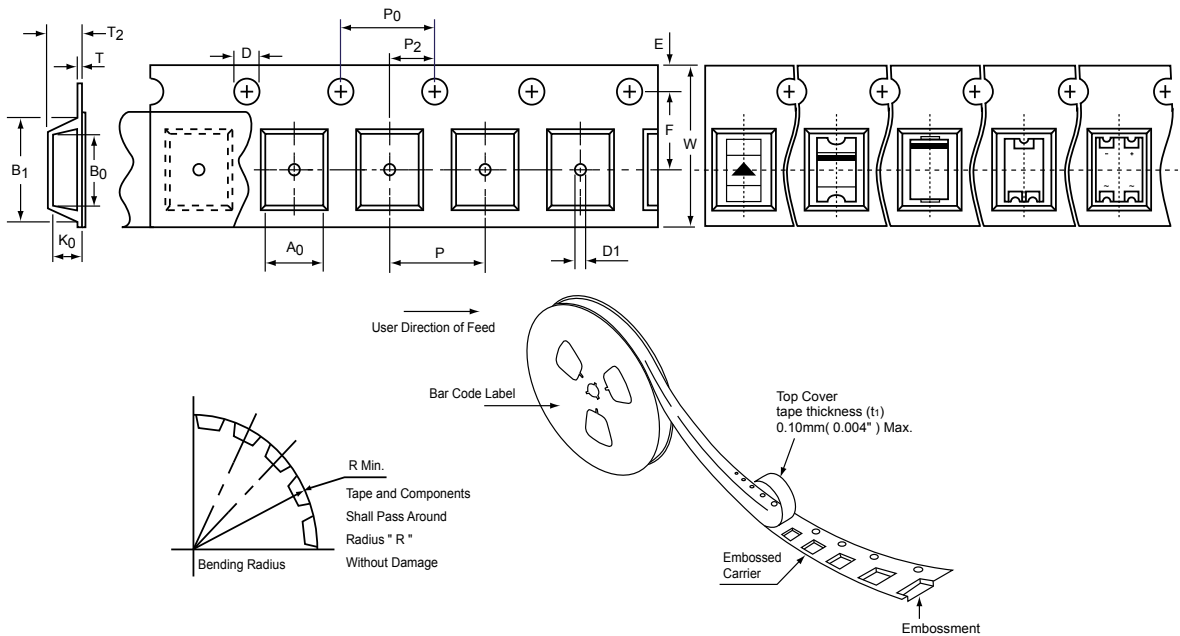 T2
T
D
P0
P2
E
F
W
B1
B0
K0
A0
P
D1
+ 
~ ~
User Direction of Feed
Bar Code Label
Top Cover
tape thickness (t1)
0.10mm( 0.004" ) Max.
R Min.
Tape and Components
Shall Pass Around
Radius " R "
Without Damage
Bending Radius
Embossed
Carrier
Embossment